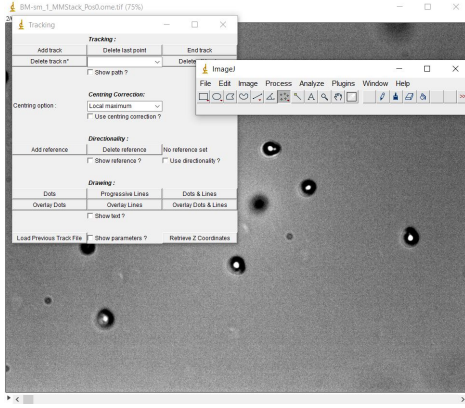 BM-sm_1_MMStack_Pos0.ome.tif (75%)
Tracking
Tracking :
Add track Delete last point End track
Delete track n°
Show path ?
Centring Correction:
Centring option : Local maximum
Use centring correction ?
Directionality :
Add reference Delete reference No reference set
Show reference ? Use directionality ?
Drawing :
Dots Progressive Lines Dots & Lines
Overlay Dots Overlay Lines Overlay Dots & Lines
Show text ?
Load Previous Track File Show parameters ? Retrieve Z Coordinates
ImageJ
File Edit Image Process Analyze Plugins Window Help
A
>>